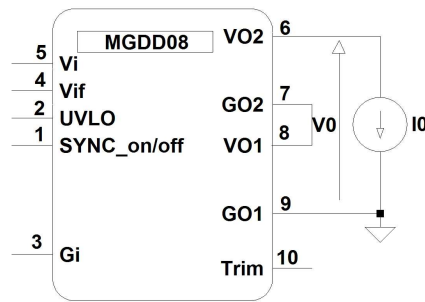 MGDD08
5 Vi
4 Vif
2 UVLO
1 SYNC_on/off
3 Gi
VO2 6
GO2 7
VO1 8
GO1 9
Trim 10
V0
I0